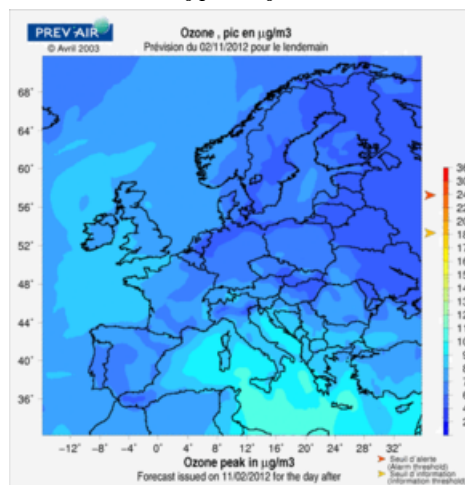 PREV'AIR
© Avril 2003
Ozone , pic en µg/m3
Prévision du 02/11/2012 pour le lendemain
68°
64°
60°
56°
52°
48°
44°
40°
36°
-12° -8° -4° 0° 4° 8° 12° 16° 20° 24° 28° 32°
Ozone peak in µg/m3
Forecast issued on 11/02/2012 for the day after
Seuil d'alerte
(Alarm threshold)
Seuil d'information
(Information threshold)